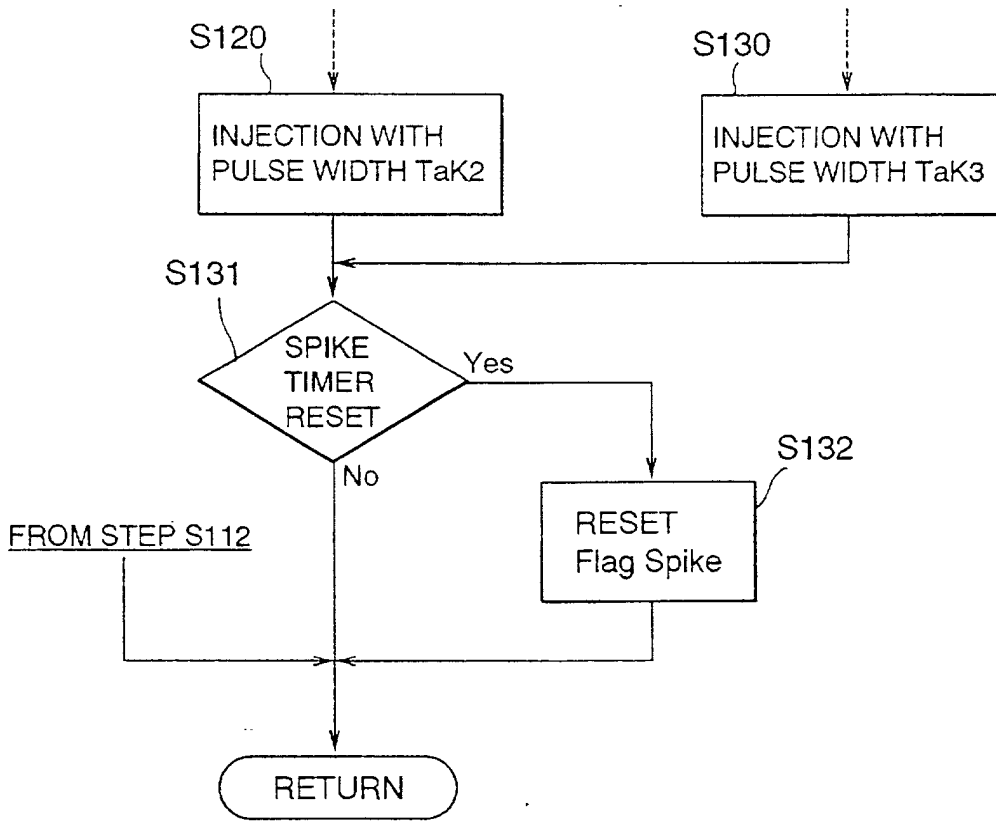 S120
S130
INJECTION WITH
PULSE WIDTH TaK2
INJECTION WITH
PULSE WIDTH TaK3
S131
SPIKE
TIMER
RESET
Yes
No
S132
RESET
Flag Spike
FROM STEP S112
RETURN